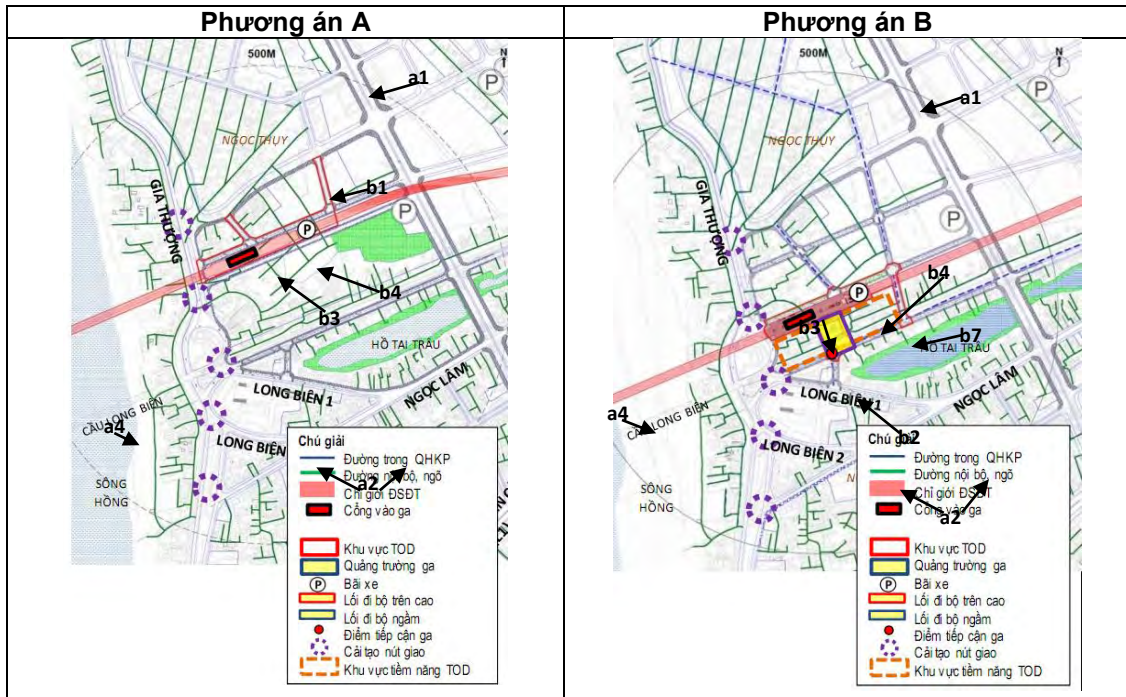 Phương án A
Phương án B
500M
N
P
a1
NGỌC THỤY
GIA THƯỢNG
b1
P
P
b4
b3
HỒ TAI TRÂU
CẦU LONG BIÊN
a4
LONG BIÊN 1
NGỌC LÂM
LONG BIÊN
SÔNG
HỒNG
Chú giải
Đường trong QHKP
Đường nội bộ, ngõ
a2
Chỉ giới ĐSĐT
Cổng vào ga
Khu vực TOD
Quảng trường ga
P
Bãi xe
Lối đi bộ trên cao
Lối đi bộ ngầm
Điểm tiếp cận ga
Cải tạo nút giao
Khu vực tiềm năng TOD
500M
N
P
a1
NGỌC THỤY
GIA THƯỢNG
P
P
b4
b3
b7
HỒ TAI TRÂU
a4
CẦU LONG BIÊN
LONG BIÊN 1
NGỌC LÂM
b2
LONG BIÊN 2
SÔNG
HỒNG
Chú giải
Đường trong QHKP
Đường nội bộ, ngõ
Chỉ giới ĐSĐT
a2
Cổng vào ga
Khu vực TOD
Quảng trường ga
P
Bãi xe
Lối đi bộ trên cao
Lối đi bộ ngầm
Điểm tiếp cận ga
Cải tạo nút giao
Khu vực tiềm năng TOD